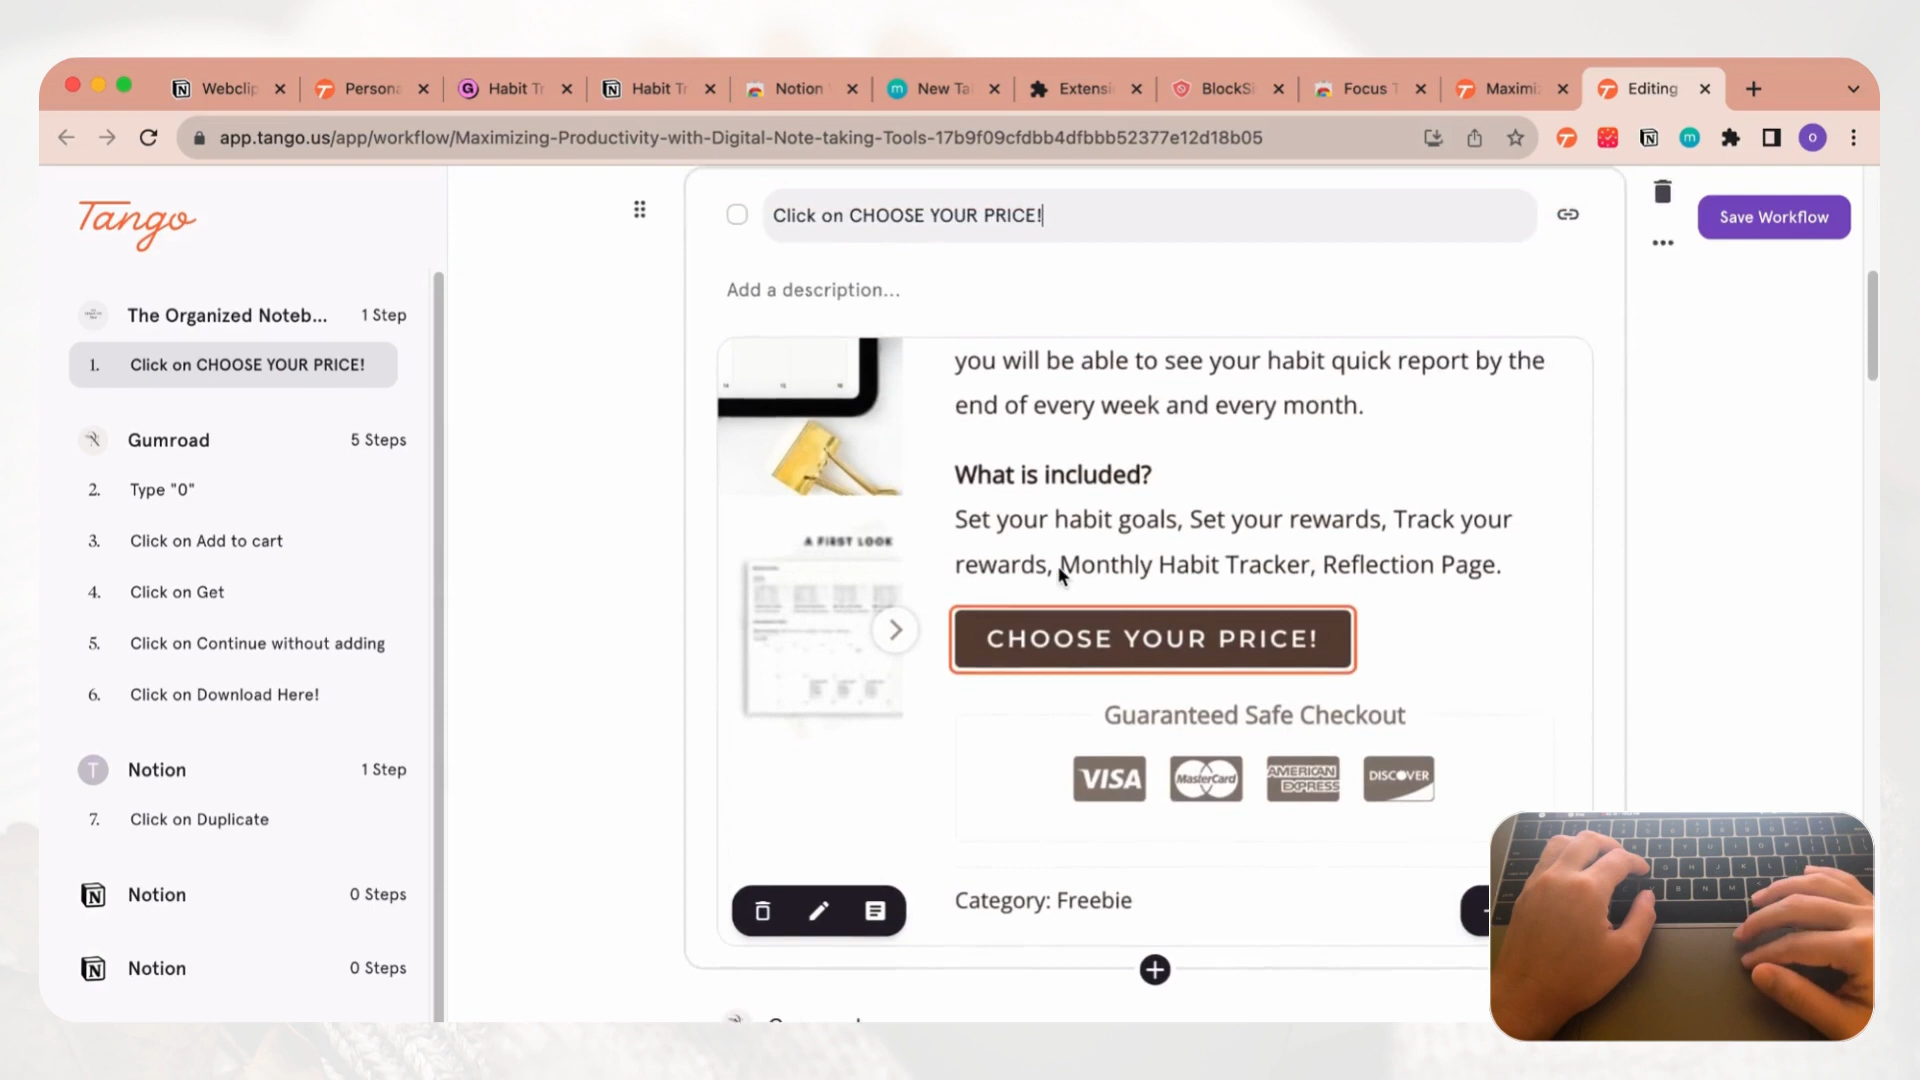 Webclip
Persona
Habit Tr
Habit Tr
Notion
New Ta
Extensi
BlockSi
Focus T
Maximi
Editing
app.tango.us/app/workflow/Maximizing-Productivity-with-Digital-Note-taking-Tools-17b9f09cfdbb4dfbbb52377e12d18b05
Tango
The Organized Noteb... 1 Step
1. Click on CHOOSE YOUR PRICE!
Gumroad 5 Steps
2. Type "0"
3. Click on Add to cart
4. Click on Get
5. Click on Continue without adding
6. Click on Download Here!
Notion 1 Step
7. Click on Duplicate
Notion 0 Steps
Notion 0 Steps
Click on CHOOSE YOUR PRICE!
Save Workflow
Add a description...
you will be able to see your habit quick report by the
end of every week and every month.
What is included?
Set your habit goals, Set your rewards, Track your
rewards, Monthly Habit Tracker, Reflection Page.
A FIRST LOOK
CHOOSE YOUR PRICE!
Guaranteed Safe Checkout
VISA
MasterCard
AMERICAN EXPRESS
DISCOVER
Category: Freebie